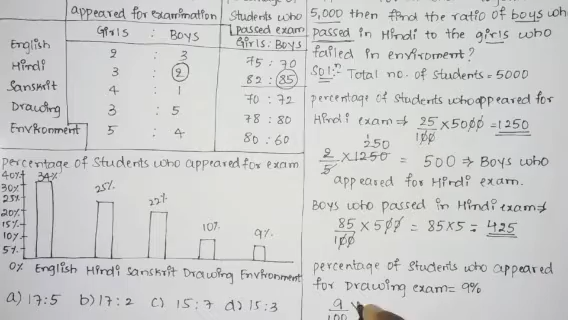 appeared for examination
Students who
passed exam
Girls : Boys
Girls : Boys
English 2 : 3 75 : 70
Hindi 3 : 2 82 : 85
Sanskrit 4 : 1 70 : 72
Drawing 3 : 5 78 : 80
Environment 5 : 4 80 : 60
percentage of Students who appeared for exam
40%
30%
25%
20%
15%
10%
5%
0%
34%
25%
22%
10%
9%
English Hindi Sanskrit Drawing Environment
a) 17:5 b) 17:2 c) 15:7 d) 15:3
5,000 then find the ratio of boys who
passed in Hindi to the girls who
failed in enviroment?
Sol:n Total no. of Students = 5000
percentage of Students who appeared for
Hindi exam ⇒ 25/100 × 5000 = 1250
250
2/5 × 1250 = 500 ⇒ Boys who
appeared for Hindi exam.
Boys who passed in Hindi exam ⇒
85/100 × 500 = 85×5 = 425
percentage of Students who appeared
for Drawing exam = 9%
9/100 ×